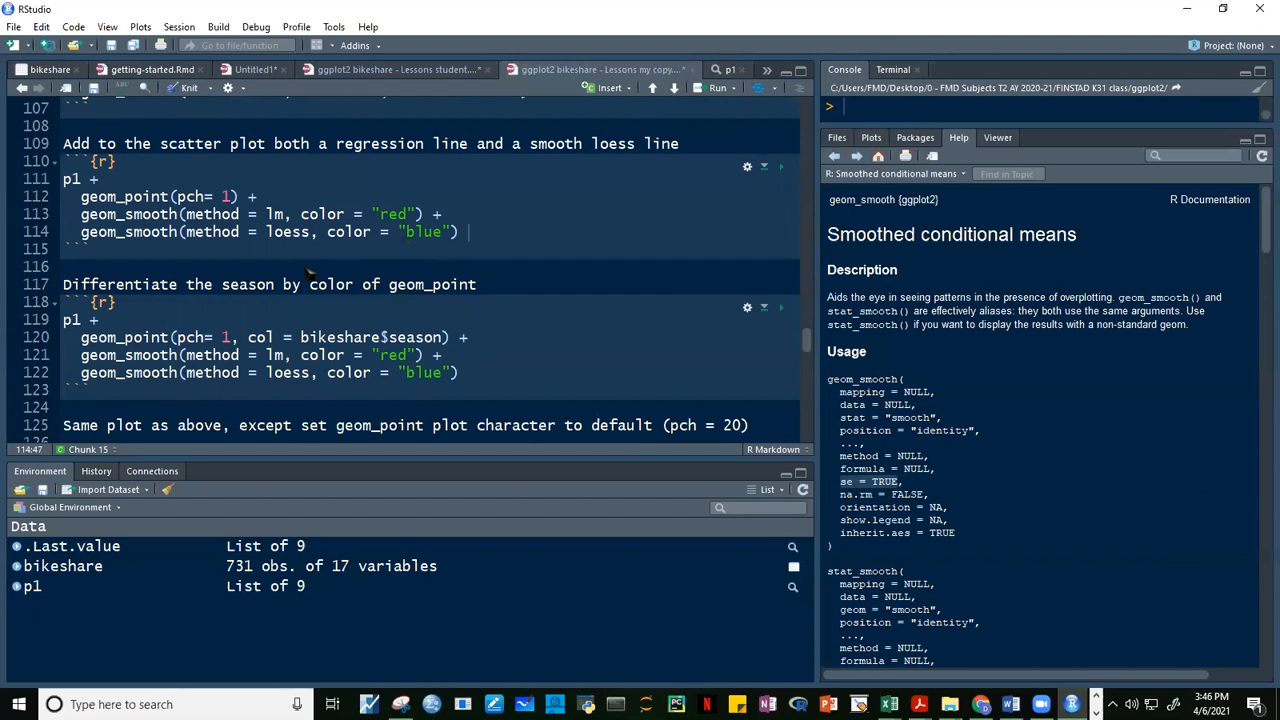 RStudio
File Edit Code View Plots Session Build Debug Profile Tools Help
Go to file/function Addins Project: (None)
bikeshare getting-started.Rmd Untitled1* ggplot2 bikeshare - Lessons student....* ggplot2 bikeshare - Lessons my copy....* p1
Knit Insert Run
107 ```
108
109 Add to the scatter plot both a regression line and a smooth loess line
110 ```{r}
111 p1 +
112 geom_point(pch= 1) +
113 geom_smooth(method = lm, color = "red") +
114 geom_smooth(method = loess, color = "blue")
115 ```
116
117 Differentiate the season by color of geom_point
118 ```{r}
119 p1 +
120 geom_point(pch= 1, col = bikeshare$season) +
121 geom_smooth(method = lm, color = "red") +
122 geom_smooth(method = loess, color = "blue")
123 ```
124
125 Same plot as above, except set geom_point plot character to default (pch = 20)
126
114:47 Chunk 15 R Markdown
Environment History Connections
Import Dataset List
Global Environment
Data
.Last.value List of 9
bikeshare 731 obs. of 17 variables
p1 List of 9
Console Terminal
C:/Users/FMD/Desktop/0 - FMD Subjects T2 AY 2020-21/FINSTAD K31 class/ggplot2/
>
Files Plots Packages Help Viewer
R: Smoothed conditional means Find in Topic
geom_smooth {ggplot2} R Documentation
Smoothed conditional means
Description
Aids the eye in seeing patterns in the presence of overplotting. geom_smooth() and
stat_smooth() are effectively aliases: they both use the same arguments. Use
stat_smooth() if you want to display the results with a non-standard geom.
Usage
geom_smooth(
mapping = NULL,
data = NULL,
stat = "smooth",
position = "identity",
...,
method = NULL,
formula = NULL,
se = TRUE,
na.rm = FALSE,
orientation = NA,
show.legend = NA,
inherit.aes = TRUE
)
stat_smooth(
mapping = NULL,
data = NULL,
geom = "smooth",
position = "identity",
...,
method = NULL,
formula = NULL,
Type here to search
3:46 PM
4/6/2021